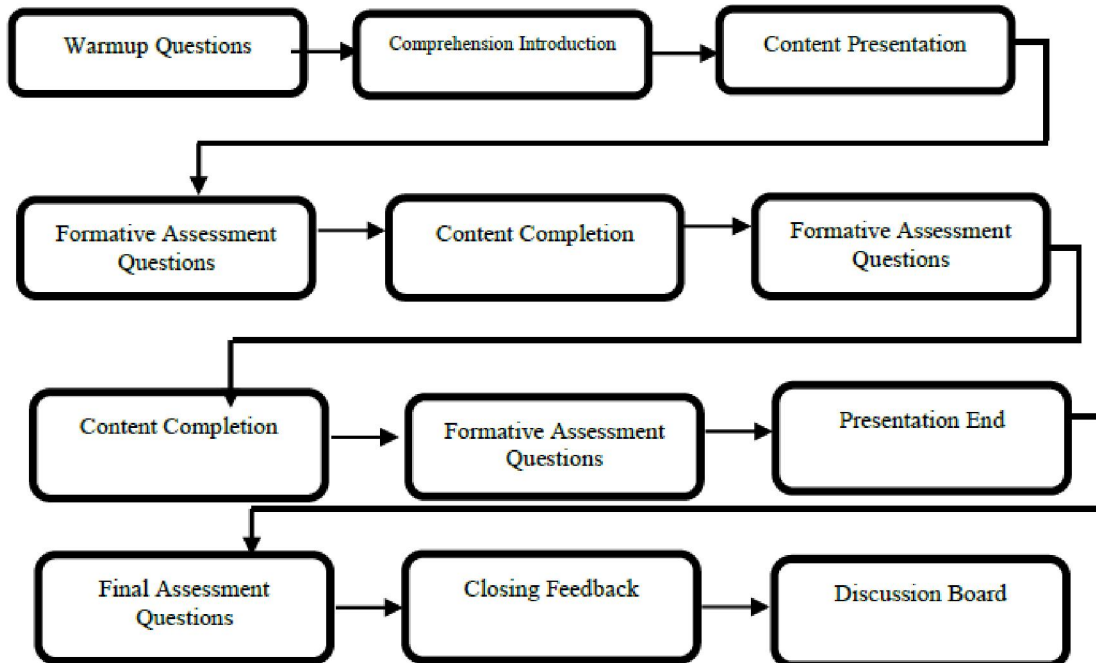 Warmup Questions
Comprehension Introduction
Content Presentation
Formative Assessment
Questions
Content Completion
Formative Assessment
Questions
Content Completion
Formative Assessment
Questions
Presentation End
Final Assessment
Questions
Closing Feedback
Discussion Board